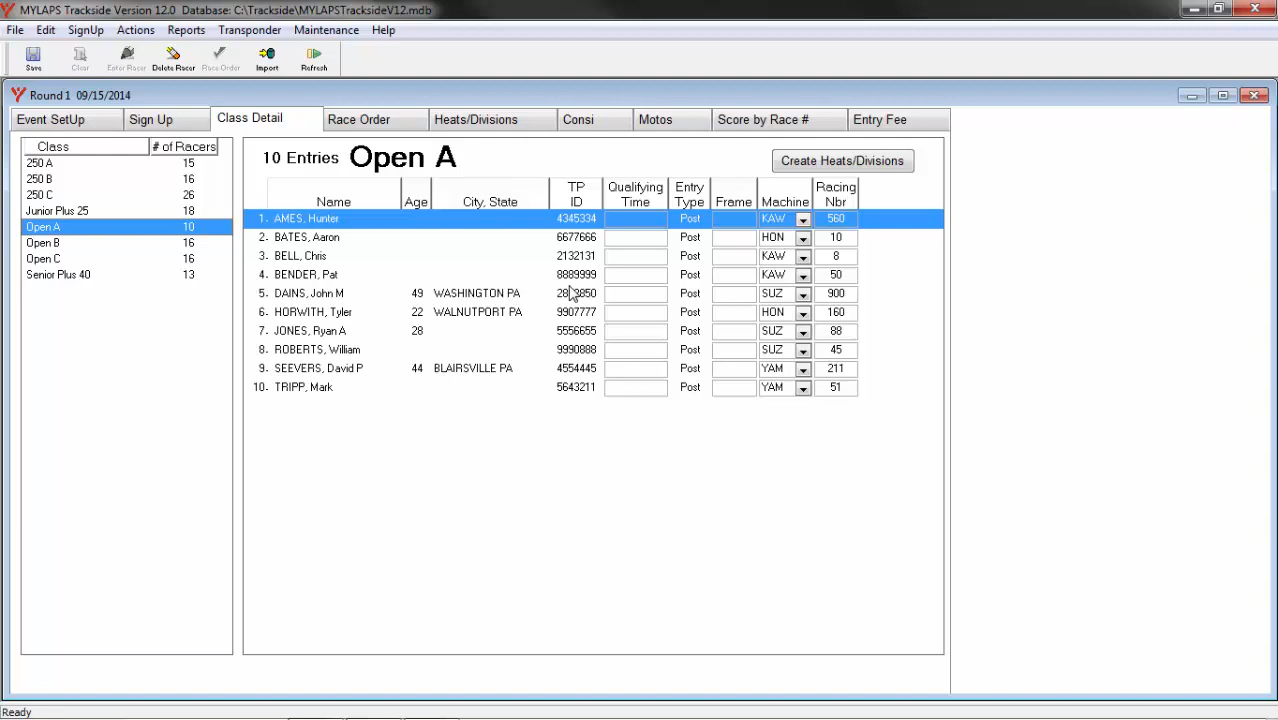 MYLAPS Trackside Version 12.0 Database: C:\Trackside\MYLAPSTracksideV12.mdb
File Edit SignUp Actions Reports Transponder Maintenance Help
Save Clear Enter Racer Delete Racer Race Order Import Refresh
Round 1 09/15/2014
Event SetUp Sign Up Class Detail Race Order Heats/Divisions Consi Motos Score by Race # Entry Fee
Class # of Racers
250 A 15
250 B 16
250 C 26
Junior Plus 25 18
Open A 10
Open B 16
Open C 16
Senior Plus 40 13
10 Entries Open A Create Heats/Divisions
Name Age City, State TP ID Qualifying Time Entry Type Frame Machine Racing Nbr
1. AMES, Hunter 4345334 Post KAW 560
2. BATES, Aaron 6677666 Post HON 10
3. BELL, Chris 2132131 Post KAW 8
4. BENDER, Pat 8889999 Post KAW 50
5. DAINS, John M 49 WASHINGTON PA Post SUZ 900
6. HORWITH, Tyler 22 WALNUTPORT PA 9907777 Post HON 160
7. JONES, Ryan A 28 5556655 Post SUZ 88
8. ROBERTS, William 9990888 Post SUZ 45
9. SEEVERS, David P 44 BLAIRSVILLE PA 4554445 Post YAM 211
10. TRIPP, Mark 5643211 Post YAM 51
Ready